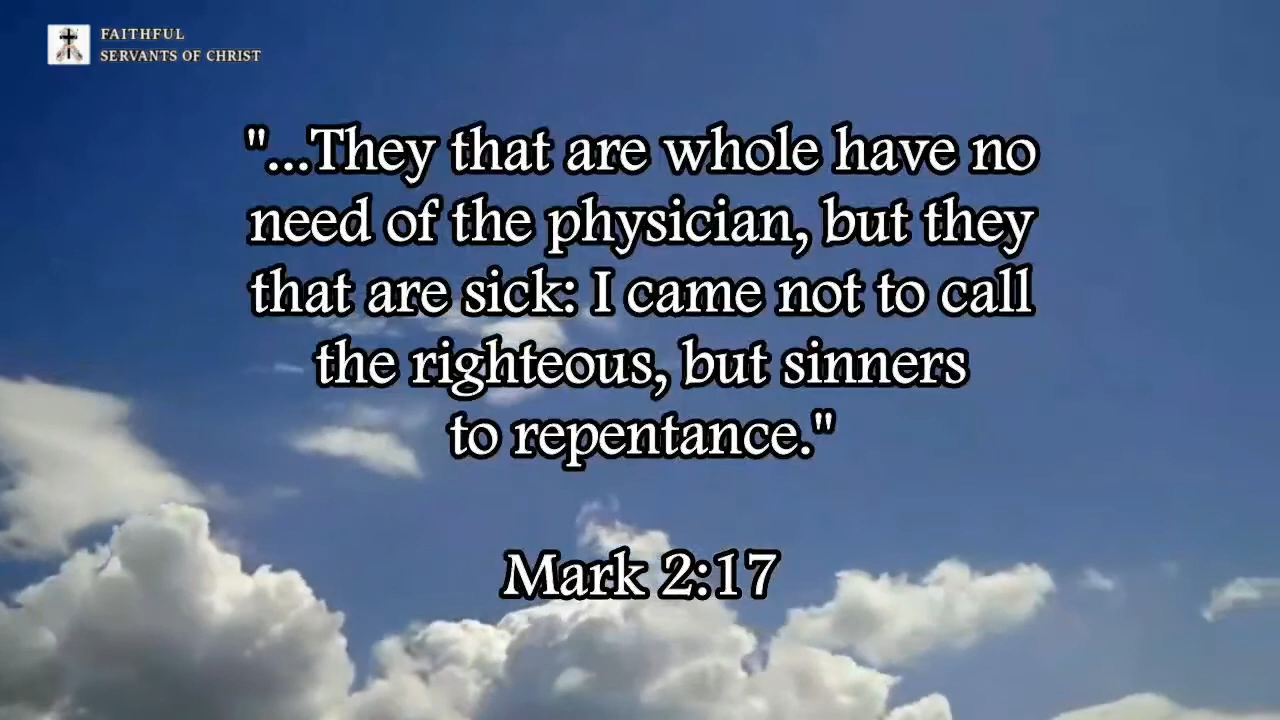 FAITHFUL
SERVANTS OF CHRIST
"...They that are whole have no
need of the physician, but they
that are sick: I came not to call
the righteous, but sinners
to repentance."
Mark 2:17